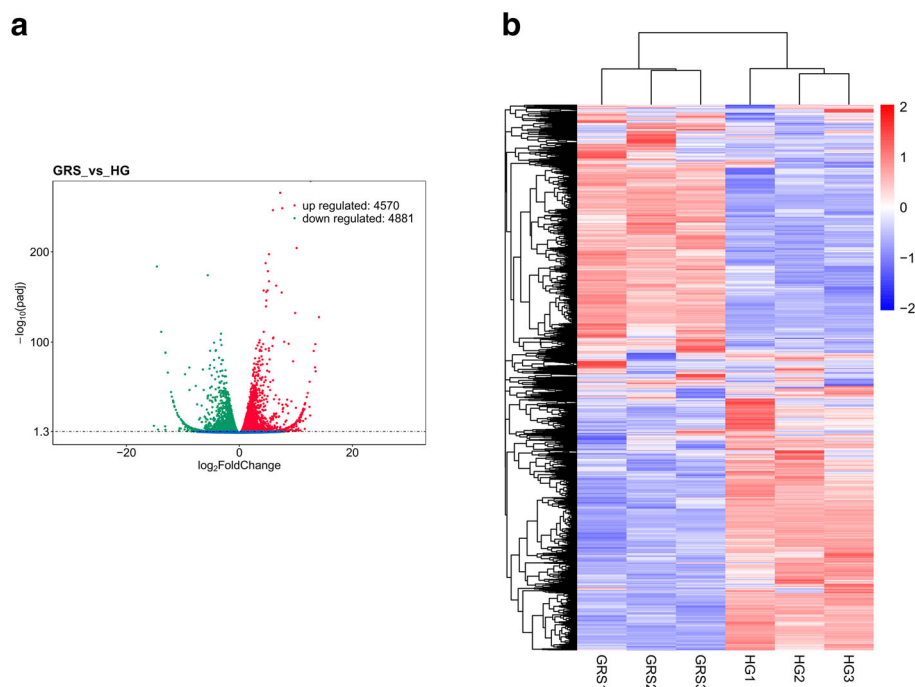 a
b
GRS_vs_HG
up regulated: 4570
down regulated: 4881
200
100
1.3
−log10(padj)
−20
0
20
log2FoldChange
2
1
0
−1
−2
GRS2
GRS3
HG1
HG2
HG3